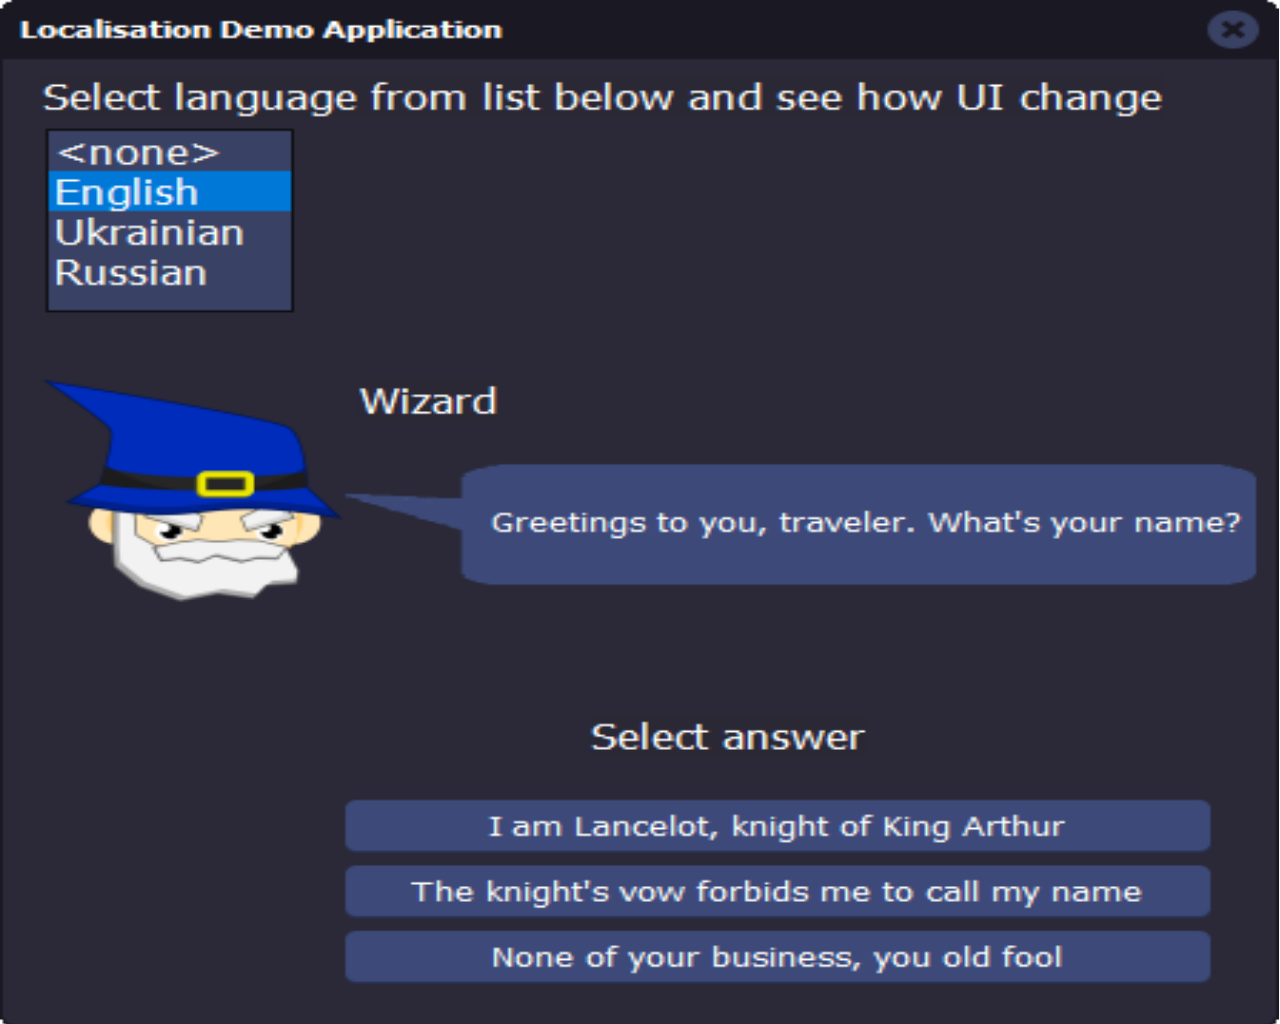 Localisation Demo Application
Select language from list below and see how UI change
<none>
English
Ukrainian
Russian
Wizard
Greetings to you, traveler. What's your name?
Select answer
I am Lancelot, knight of King Arthur
The knight's vow forbids me to call my name
None of your business, you old fool